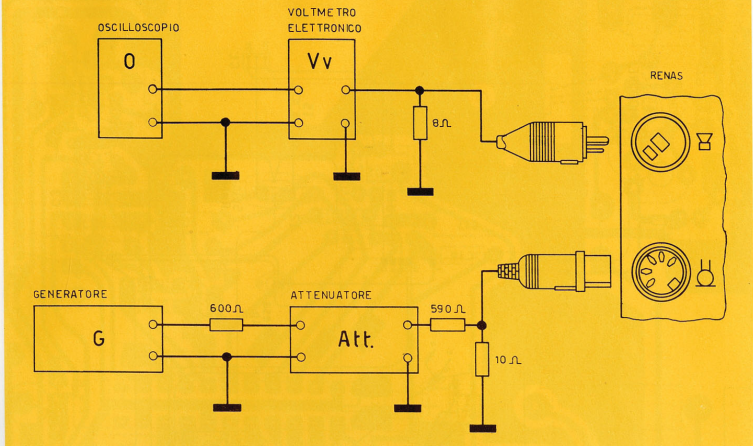 OSCILLOSCOPIO
O
VOLTMETRO
ELETTRONICO
Vv
8Ω
RENAS
GENERATORE
G
600Ω
ATTENUATORE
Att.
590Ω
10Ω